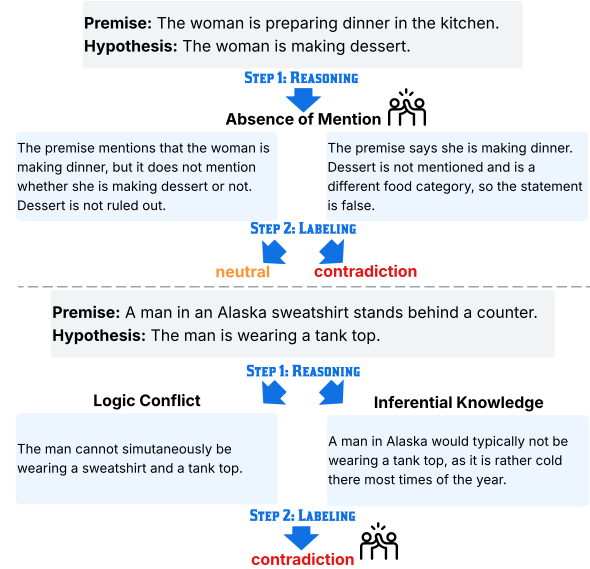 Premise: The woman is preparing dinner in the kitchen.
Hypothesis: The woman is making dessert.
Step 1: Reasoning
Absence of Mention
The premise mentions that the woman is
making dinner, but it does not mention
whether she is making dessert or not.
Dessert is not ruled out.
The premise says she is making dinner.
Dessert is not mentioned and is a
different food category, so the statement
is false.
Step 2: Labeling
neutral
contradiction
Premise: A man in an Alaska sweatshirt stands behind a counter.
Hypothesis: The man is wearing a tank top.
Step 1: Reasoning
Logic Conflict
Inferential Knowledge
The man cannot simutaneously be
wearing a sweatshirt and a tank top.
A man in Alaska would typically not be
wearing a tank top, as it is rather cold
there most times of the year.
Step 2: Labeling
contradiction